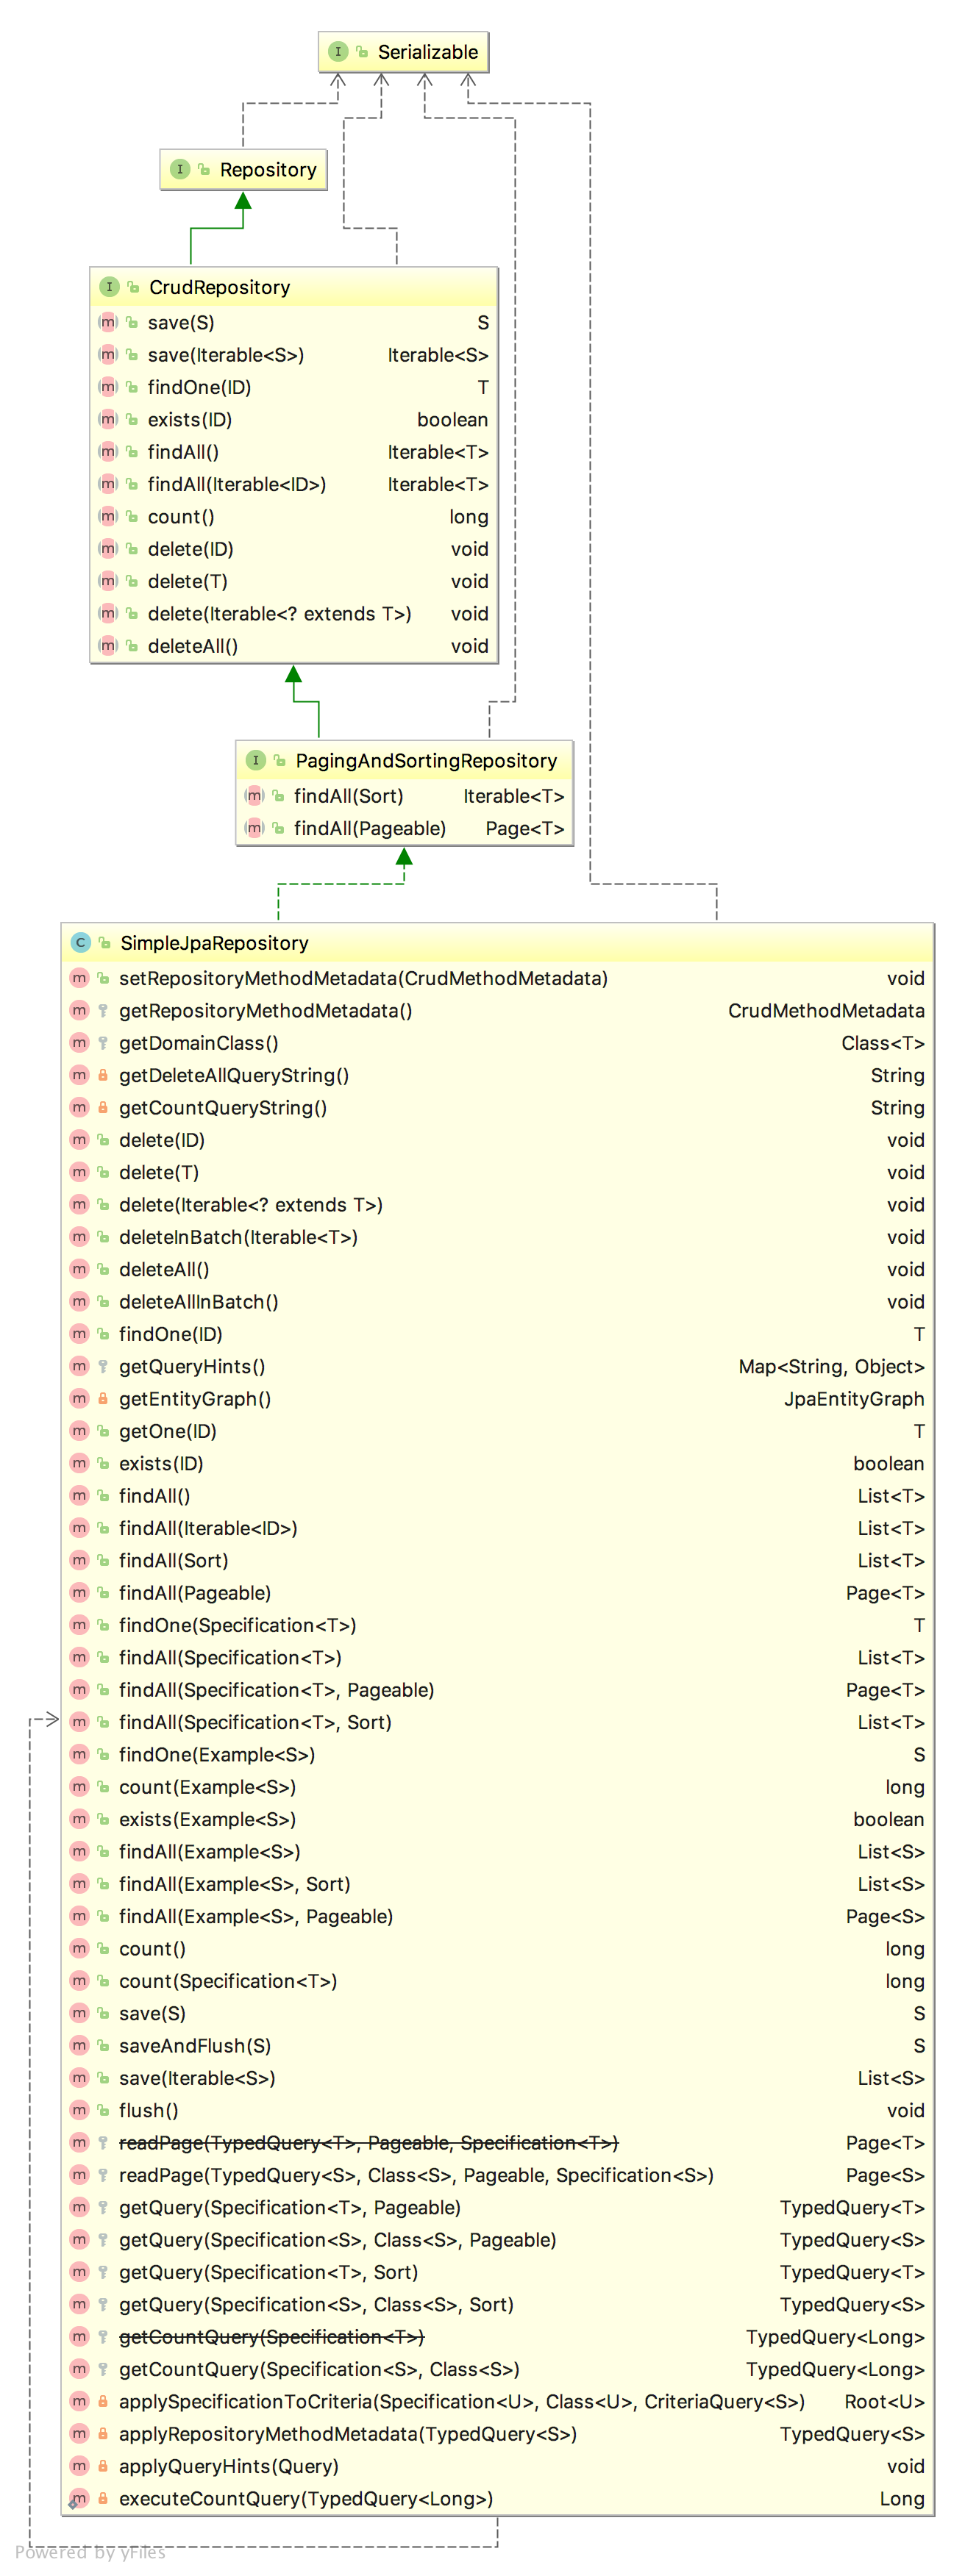 Serializable
Repository
CrudRepository
save(S) S
save(Iterable<S>) Iterable<S>
findOne(ID) T
exists(ID) boolean
findAll() Iterable<T>
findAll(Iterable<ID>) Iterable<T>
count() long
delete(ID) void
delete(T) void
delete(Iterable<? extends T>) void
deleteAll() void
PagingAndSortingRepository
findAll(Sort) Iterable<T>
findAll(Pageable) Page<T>
SimpleJpaRepository
setRepositoryMethodMetadata(CrudMethodMetadata) void
getRepositoryMethodMetadata() CrudMethodMetadata
getDomainClass() Class<T>
getDeleteAllQueryString() String
getCountQueryString() String
delete(ID) void
delete(T) void
delete(Iterable<? extends T>) void
deleteInBatch(Iterable<T>) void
deleteAll() void
deleteAllInBatch() void
findOne(ID) T
getQueryHints() Map<String, Object>
getEntityGraph() JpaEntityGraph
getOne(ID) T
exists(ID) boolean
findAll() List<T>
findAll(Iterable<ID>) List<T>
findAll(Sort) List<T>
findAll(Pageable) Page<T>
findOne(Specification<T>) T
findAll(Specification<T>) List<T>
findAll(Specification<T>, Pageable) Page<T>
findAll(Specification<T>, Sort) List<T>
findOne(Example<S>) S
count(Example<S>) long
exists(Example<S>) boolean
findAll(Example<S>) List<S>
findAll(Example<S>, Sort) List<S>
findAll(Example<S>, Pageable) Page<S>
count() long
count(Specification<T>) long
save(S) S
saveAndFlush(S) S
save(Iterable<S>) List<S>
flush() void
readPage(TypedQuery<T>, Pageable, Specification<T>) Page<T>
readPage(TypedQuery<S>, Class<S>, Pageable, Specification<S>) Page<S>
getQuery(Specification<T>, Pageable) TypedQuery<T>
getQuery(Specification<S>, Class<S>, Pageable) TypedQuery<S>
getQuery(Specification<T>, Sort) TypedQuery<T>
getQuery(Specification<S>, Class<S>, Sort) TypedQuery<S>
getCountQuery(Specification<T>) TypedQuery<Long>
getCountQuery(Specification<S>, Class<S>) TypedQuery<Long>
applySpecificationToCriteria(Specification<U>, Class<U>, CriteriaQuery<S>) Root<U>
applyRepositoryMethodMetadata(TypedQuery<S>) TypedQuery<S>
applyQueryHints(Query) void
executeCountQuery(TypedQuery<Long>) Long
Powered by yFiles